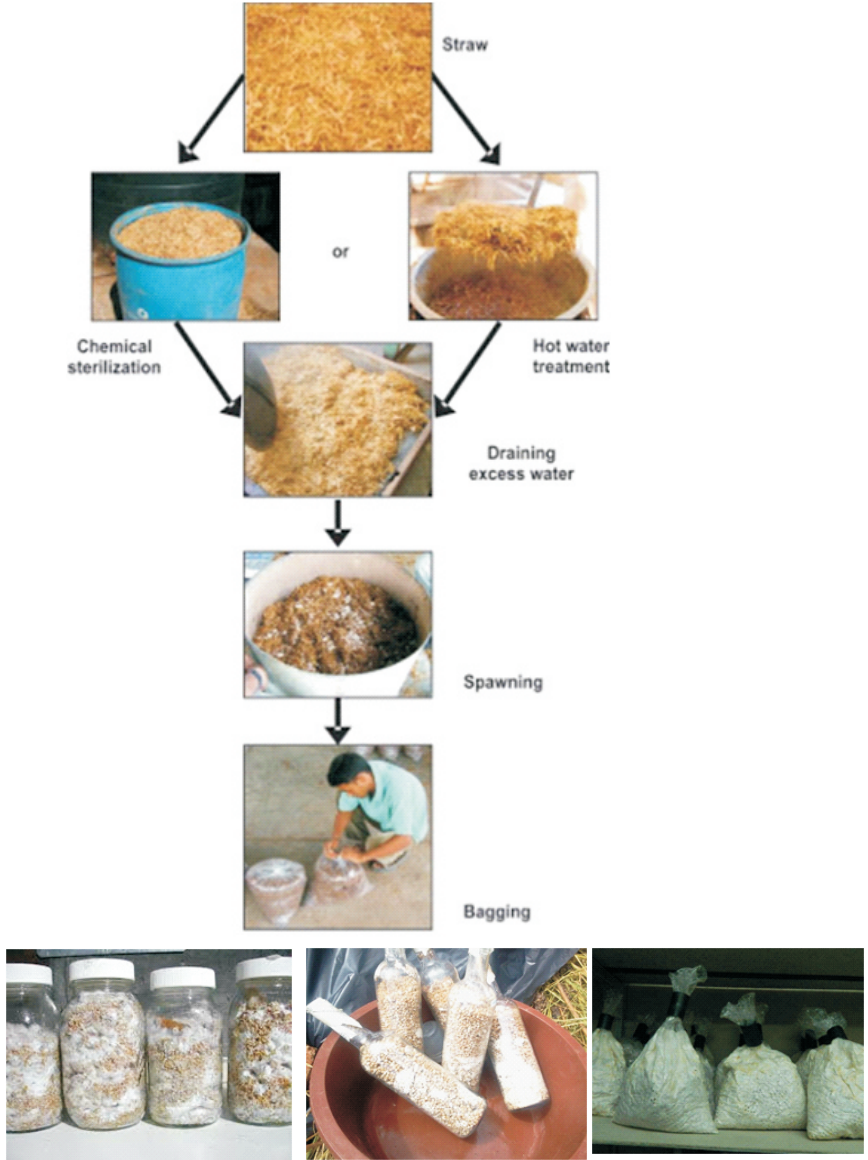 Straw
or
Chemical
sterilization
Hot water
treatment
Draining
excess water
Spawning
Bagging